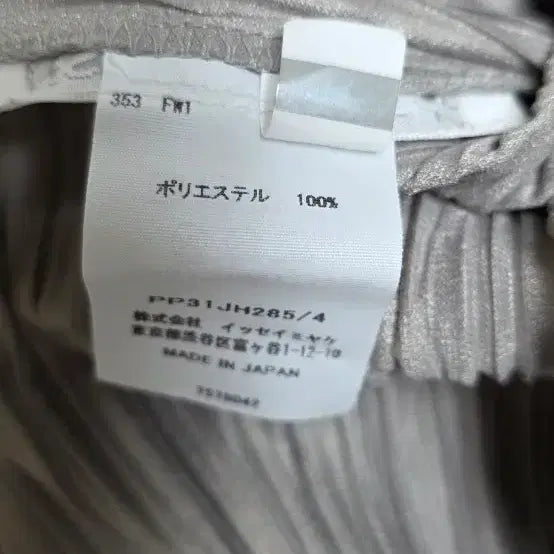 353 FW1
ポリエステル 100%
PP31JH285/4
株式会社 イッセイミヤケ
東京都渋谷区富ヶ谷1-12-10
MADE IN JAPAN